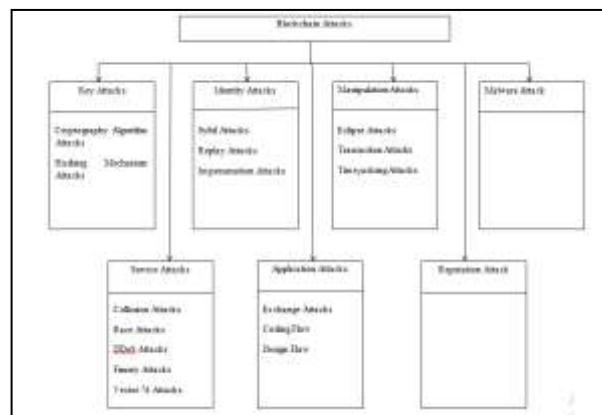 Blockchain Attacks
Key Attacks
Cryptography Algorithm
Attacks
Hashing Mechanism
Attacks
Identity Attacks
Sybil Attacks
Replay Attacks
Impersonation Attacks
Manipulation Attacks
Eclipse Attacks
Transaction Attacks
Timejacking Attacks
Malware Attack
Service Attacks
Collusion Attacks
Race Attacks
DDoS Attacks
Finney Attacks
Vector 76 Attacks
Application Attacks
Exchange Attacks
Coding Flaw
Design Flaw
Reputation Attack